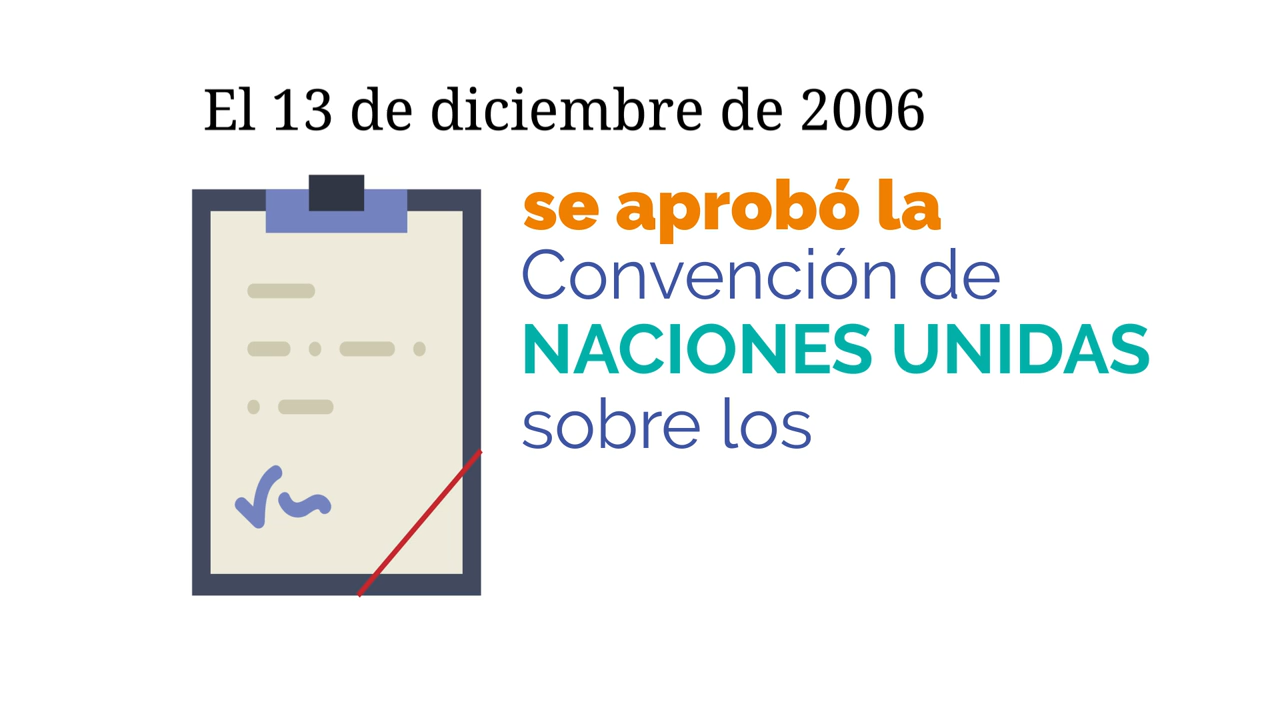 El 13 de diciembre de 2006
se aprobó la
Convención de
NACIONES UNIDAS
sobre los